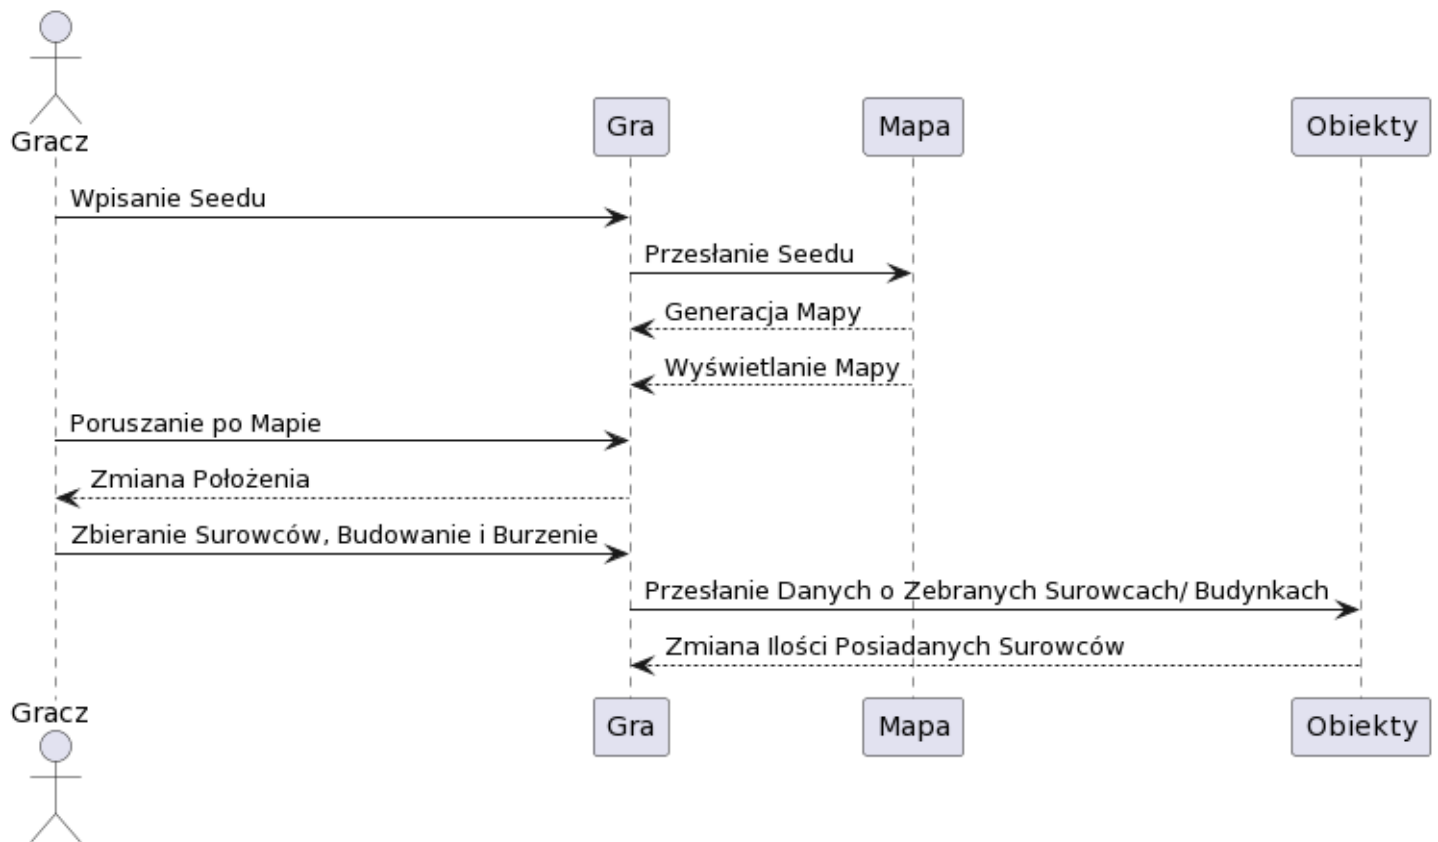 Gracz
Gra
Mapa
Obiekty
Wpisanie Seedu
Przesłanie Seedu
Generacja Mapy
Wyświetlanie Mapy
Poruszanie po Mapie
Zmiana Położenia
Zbieranie Surowców, Budowanie i Burzenie
Przesłanie Danych o Zebranych Surowcach/ Budynkach
Zmiana Ilości Posiadanych Surowców
Gracz
Gra
Mapa
Obiekty